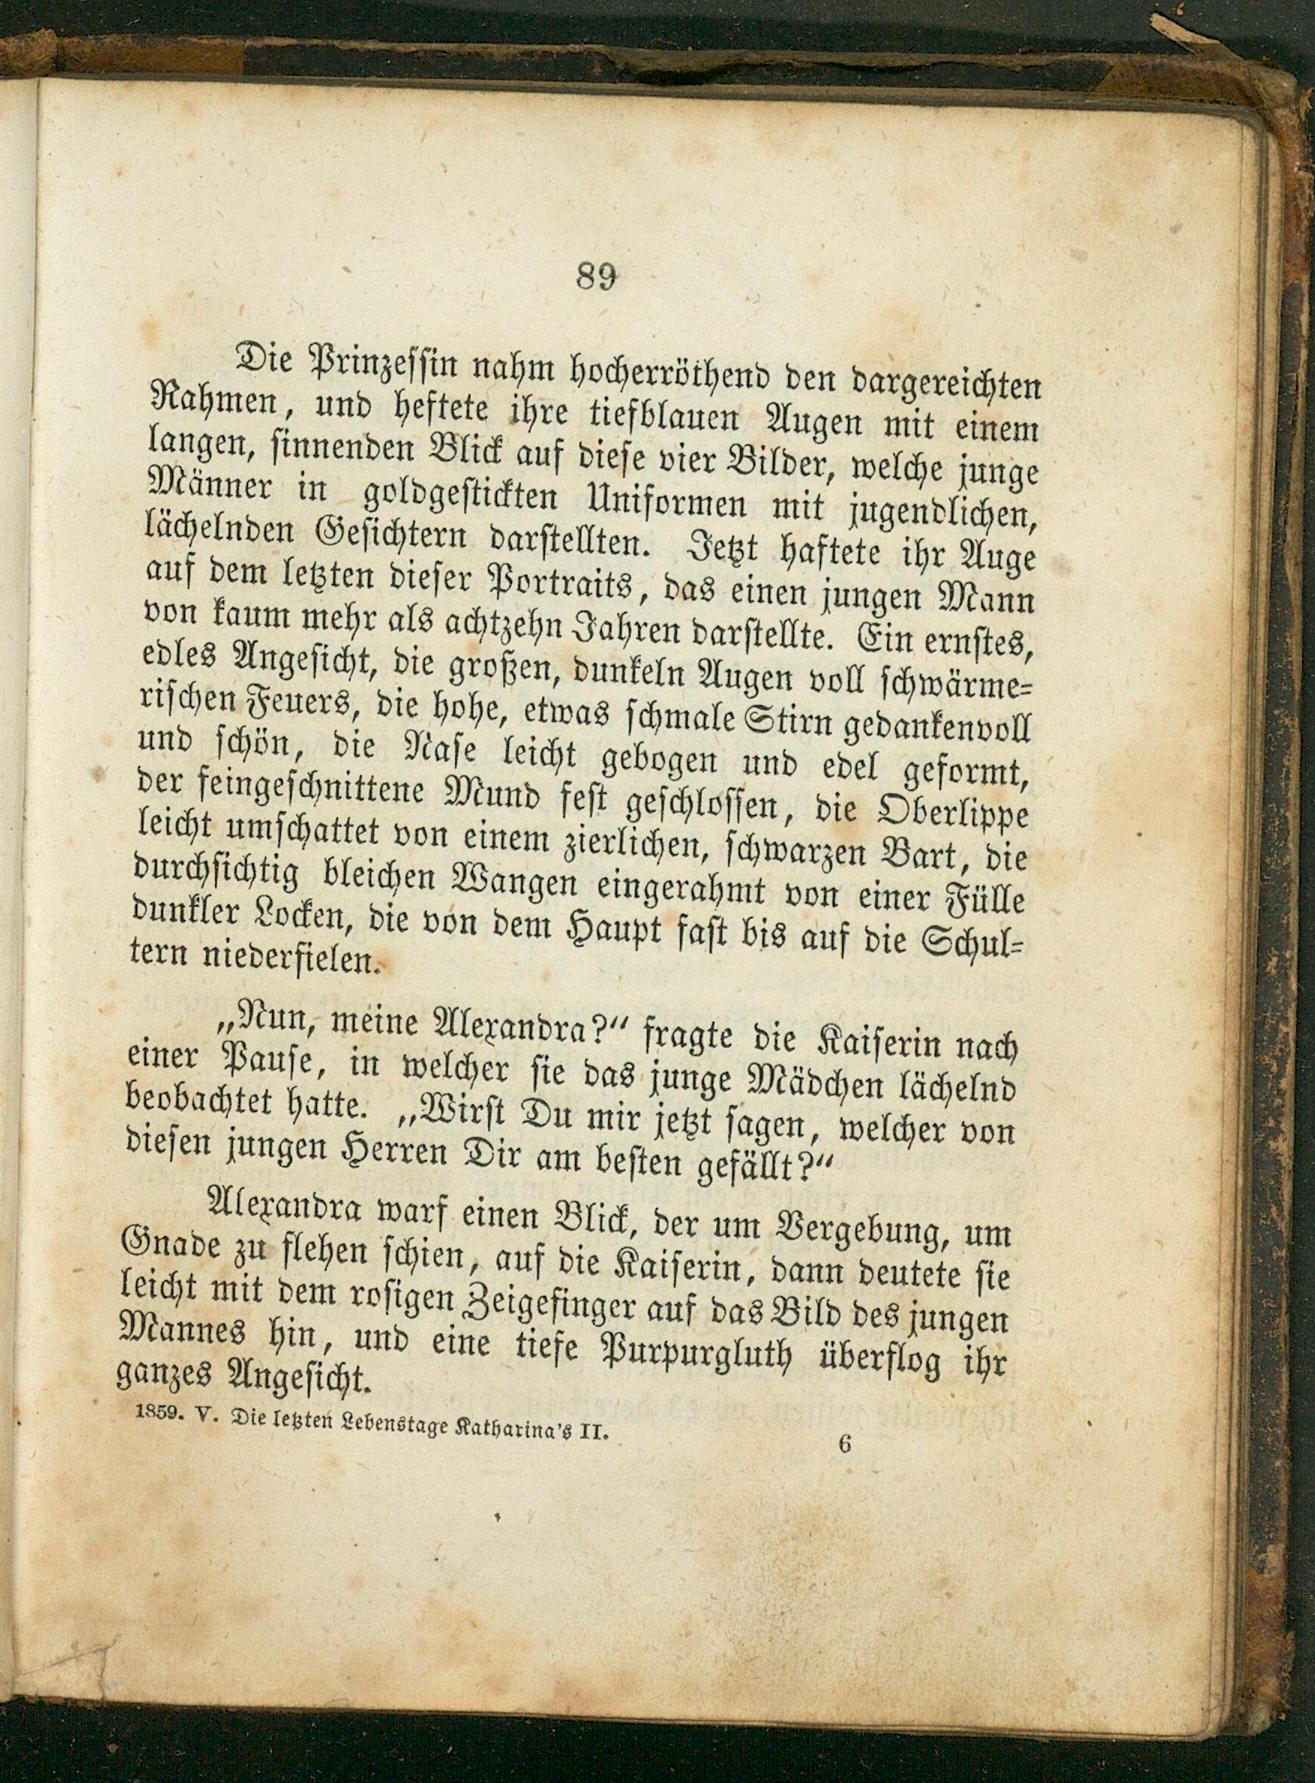 89
Die Prinzessin nahm hocherröthend den dargereichten
Rahmen, und heftete ihre tiefblauen Augen mit einem
langen, sinnenden Blick auf diese vier Bilder, welche junge
Männer in goldgestickten Uniformen mit jugendlichen,
lächelnden Gesichtern darstellten. Jetzt haftete ihr Auge
auf dem letzten dieser Portraits, das einen jungen Mann
von kaum mehr als achtzehn Jahren darstellte. Ein ernstes,
edles Angesicht, die großen, dunkeln Augen voll schwärme-
rischen Feuers, die hohe, etwas schmale Stirn gedankenvoll
und schön, die Nase leicht gebogen und edel geformt,
der feingeschnittene Mund fest geschlossen, die Oberlippe
leicht umschattet von einem zierlichen, schwarzen Bart, die
durchsichtig bleichen Wangen eingerahmt von einer Fülle
dunkler Locken, die von dem Haupt fast bis auf die Schul-
tern niederfielen.
„Nun, meine Alexandra?“ fragte die Kaiserin nach
einer Pause, in welcher sie das junge Mädchen lächelnd
beobachtet hatte. „Wirst Du mir jetzt sagen, welcher von
diesen jungen Herren Dir am besten gefällt?“
Alexandra warf einen Blick, der um Vergebung, um
Gnade zu flehen schien, auf die Kaiserin, dann deutete sie
leicht mit dem rosigen Zeigefinger auf das Bild des jungen
Mannes hin, und eine tiefe Purpurgluth überflog ihr
ganzes Angesicht.
1859. V. Die letzten Lebenstage Katharina's II.
6